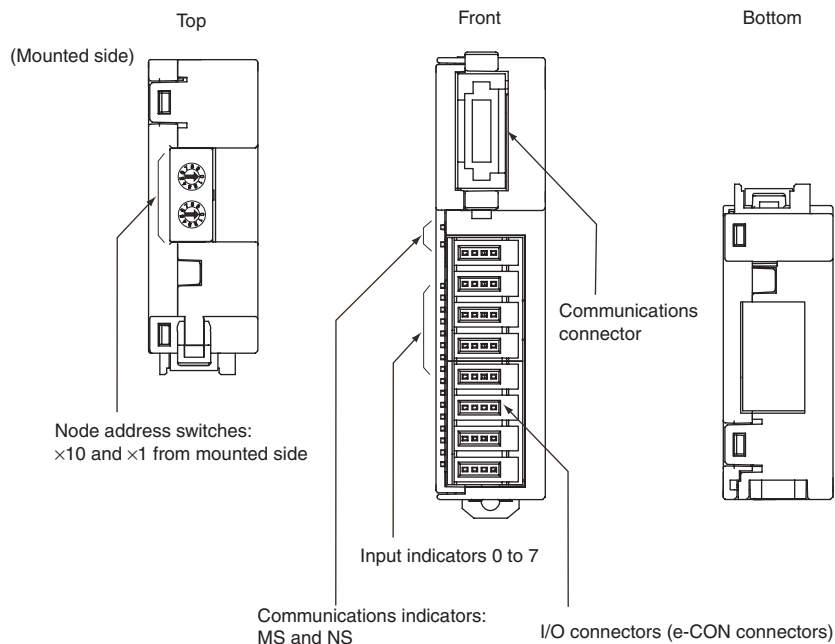 Top
Front
Bottom
(Mounted side)
Communications
connector
Node address switches:
×10 and ×1 from mounted side
Input indicators 0 to 7
Communications indicators:
MS and NS
I/O connectors (e-CON connectors)